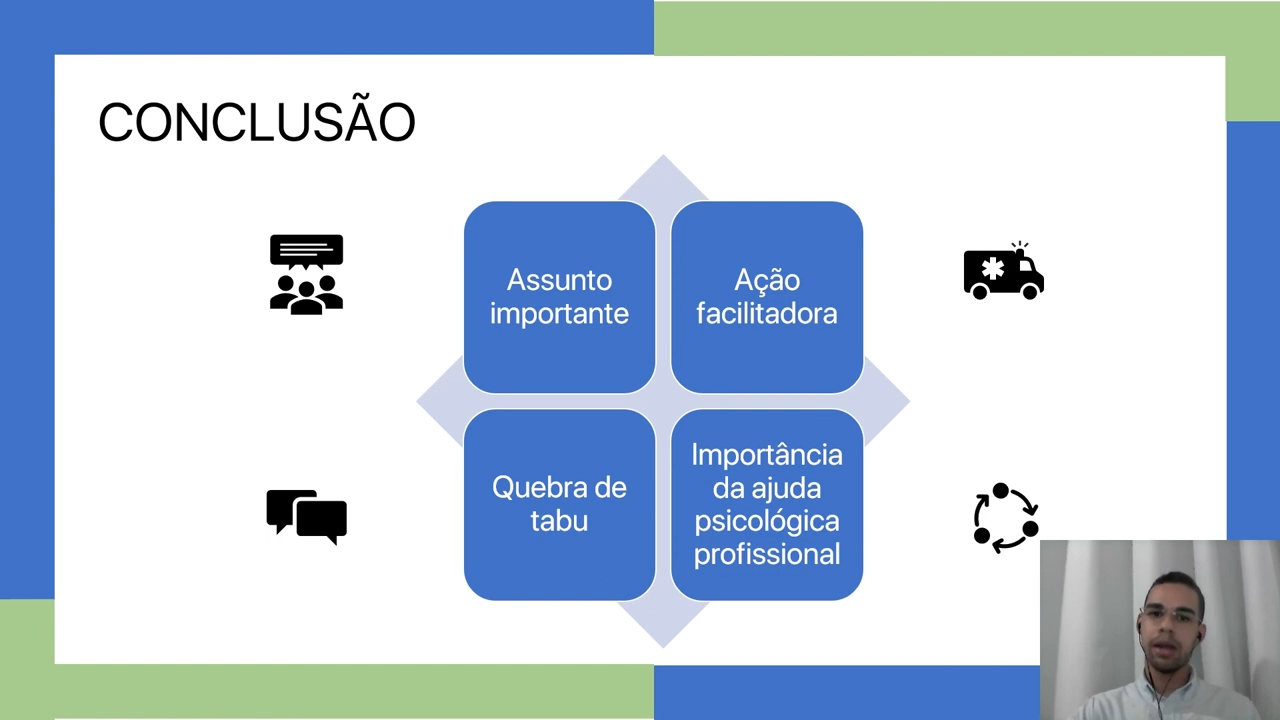 CONCLUSÃO
Assunto
importante
Ação
facilitadora
Quebra de
tabu
Importância
da ajuda
psicológica
profissional